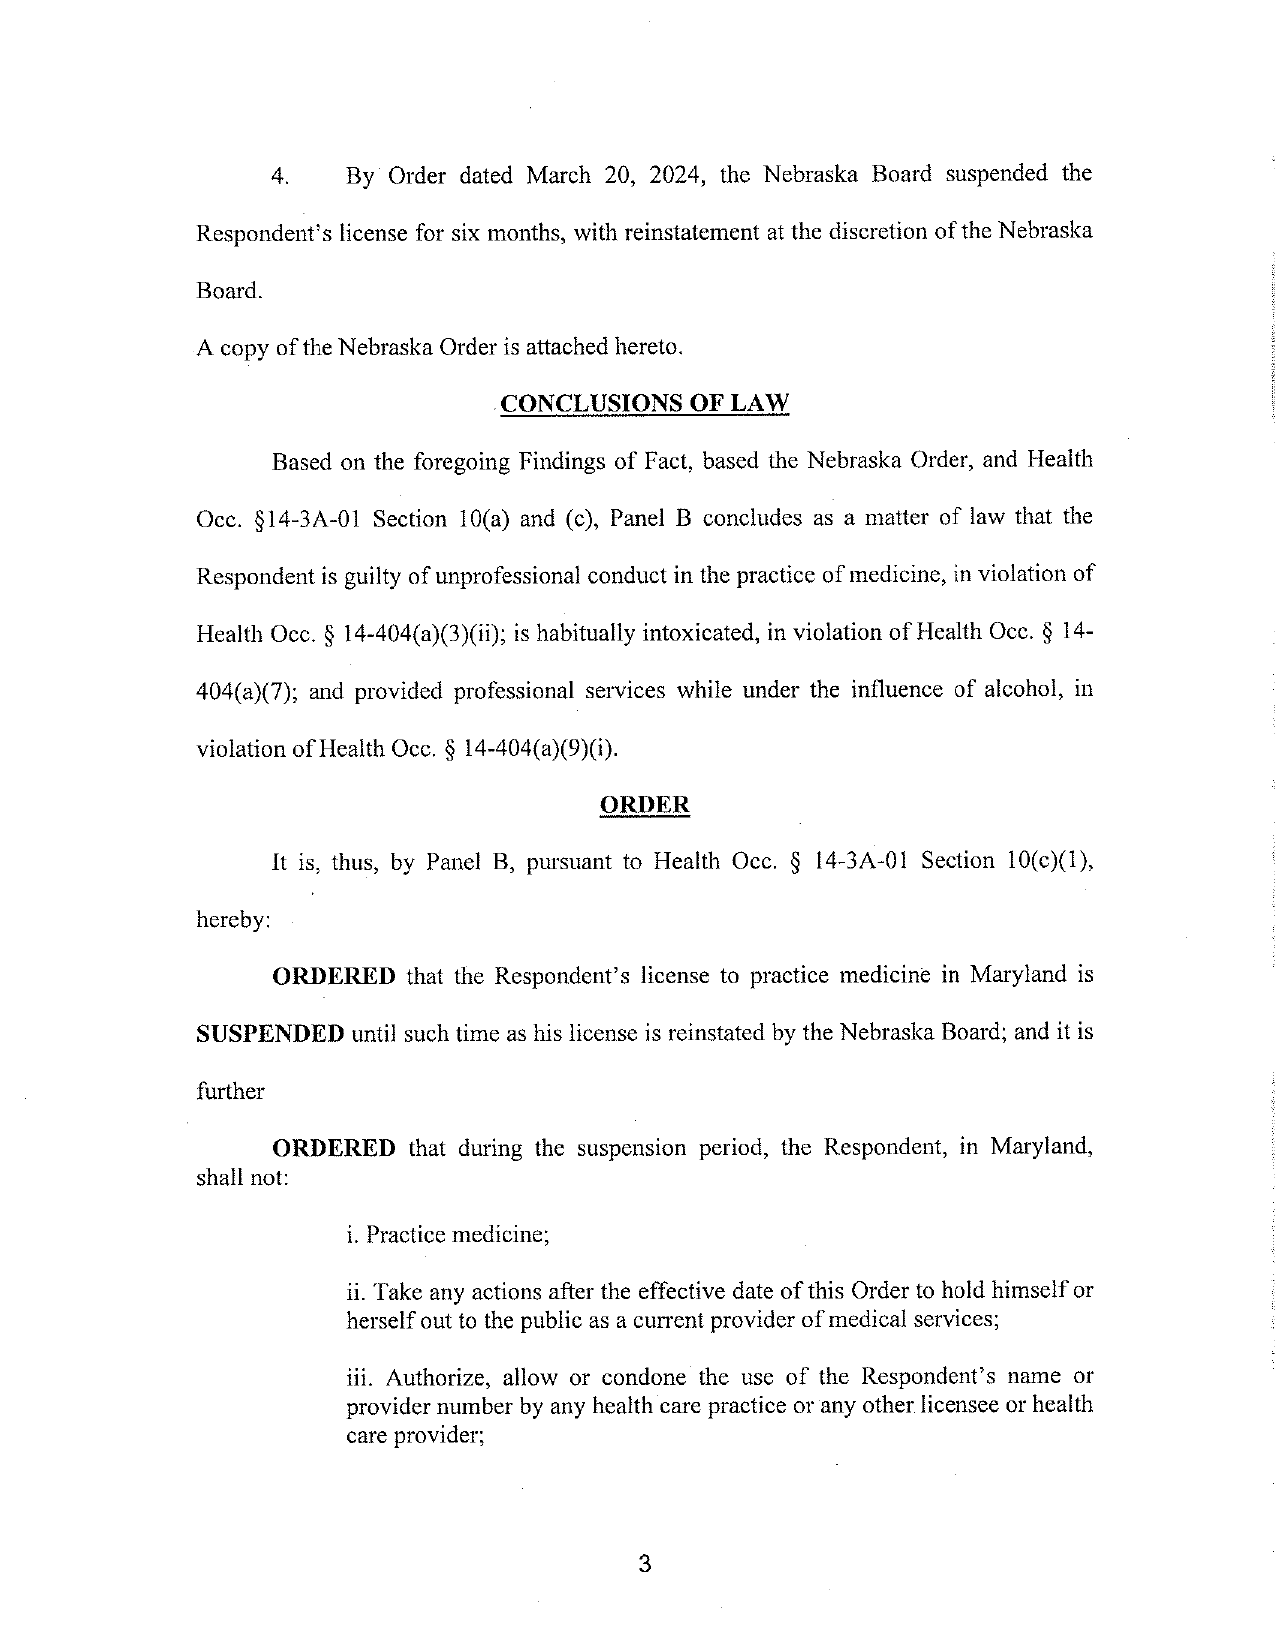 4. By Order dated March 20, 2024, the Nebraska Board suspended the
Respondent's license for six months, with reinstatement at the discretion of the Nebraska
Board.
A copy of the Nebraska Order is attached hereto.
CONCLUSIONS OF LAW
Based on the foregoing Findings of Fact, based the Nebraska Order, and Health
Occ. §14-3A-01 Section 10(a) and (c), Panel B concludes as a matter of law that the
Respondent is guilty of unprofessional conduct in the practice of medicine, in violation of
Health Occ. § 14-404(a)(3)(ii); is habitually intoxicated, in violation of Health Occ. § 14-
404(a)(7); and provided professional services while under the influence of alcohol, in
violation of Health Occ. § 14-404(a)(9)(i).
ORDER
It is, thus, by Panel B, pursuant to Health Occ. § 14-3A-01 Section 10(c)(1),
hereby:
ORDERED that the Respondent's license to practice medicine in Maryland is
SUSPENDED until such time as his license is reinstated by the Nebraska Board; and it is
further
ORDERED that during the suspension period, the Respondent, in Maryland,
shall not:
i. Practice medicine;
ii. Take any actions after the effective date of this Order to hold himself or
herself out to the public as a current provider of medical services;
iii. Authorize, allow or condone the use of the Respondent's name or
provider number by any health care practice or any other licensee or health
care provider;
3